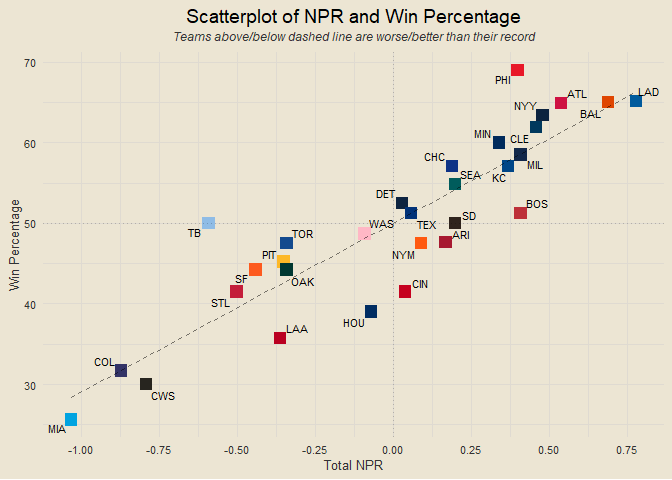 Scatterplot of NPR and Win Percentage
Teams above/below dashed line are worse/better than their record
70
PHI
ATL
LAD
NYY
BAL
60
MIN
CLE
CHC
MIL
KC
SEA
DET
BOS
50
SD
TB
WAS
TEX
TOR
ARI
NYM
PIT
SF
OAK
CIN
40
STL
HOU
LAA
COL
30
CWS
MIA
Win Percentage
-1.00 -0.75 -0.50 -0.25 0.00 0.25 0.50 0.75
Total NPR